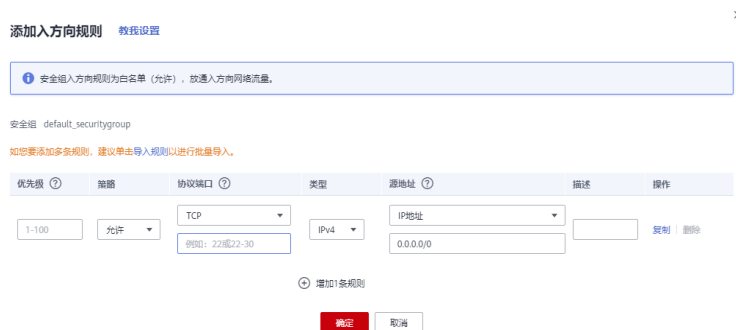 添加入方向规则 教我设置
安全组入方向规则为白名单（允许），放通入方向网络流量。
安全组 default_securitygroup
如您要添加多条规则，建议单击导入规则以进行批量导入。
优先级 策略 协议端口 类型 源地址 描述 操作
TCP IP地址
1-100 允许 IPv4 复制 删除
例如：22或22-30 0.0.0.0/0
增加1条规则
确定 取消